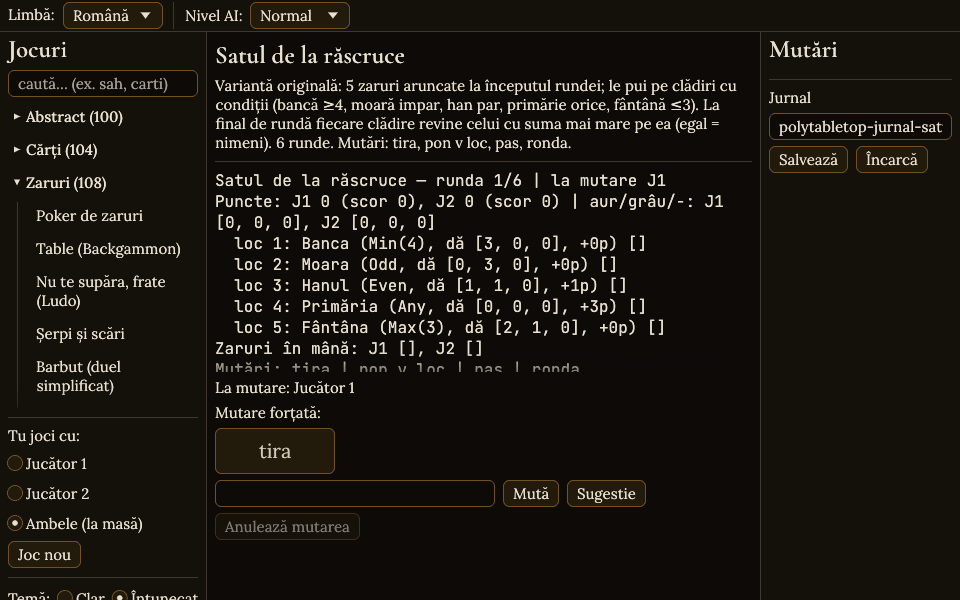 Limbă: Română ▼ Nivel AI: Normal ▼
Jocuri
caută... (ex. sah, carti)
▸ Abstract (100)
▸ Cărți (104)
▾ Zaruri (108)
Poker de zaruri
Table (Backgammon)
Nu te supăra, frate
(Ludo)
Șerpi și scări
Barbut (duel
simplificat)
Tu joci cu:
Jucător 1
Jucător 2
Ambele (la masă)
Joc nou
Temă: Clar Întunecat
Satul de la răscruce
Variantă originală: 5 zaruri aruncate la începutul rundei; le pui pe clădiri cu
condiții (bancă ≥4, moară impar, han par, primărie orice, fântână ≤3). La
final de rundă fiecare clădire revine celui cu suma mai mare pe ea (egal =
nimeni). 6 runde. Mutări: tira, pon v loc, pas, ronda.
Satul de la răscruce — runda 1/6 | la mutare J1
Puncte: J1 0 (scor 0), J2 0 (scor 0) | aur/grâu/-: J1
[0, 0, 0], J2 [0, 0, 0]
loc 1: Banca (Min(4), dă [3, 0, 0], +0p) []
loc 2: Moara (Odd, dă [0, 3, 0], +0p) []
loc 3: Hanul (Even, dă [1, 1, 0], +1p) []
loc 4: Primăria (Any, dă [0, 0, 0], +3p) []
loc 5: Fântâna (Max(3), dă [2, 1, 0], +0p) []
Zaruri în mână: J1 [], J2 []
Mutări: tira | pon v loc | pas | ronda
La mutare: Jucător 1
Mutare forțată:
tira
Mută Sugestie
Anulează mutarea
Mutări
Jurnal
polytabletop-jurnal-sat
Salvează Încarcă